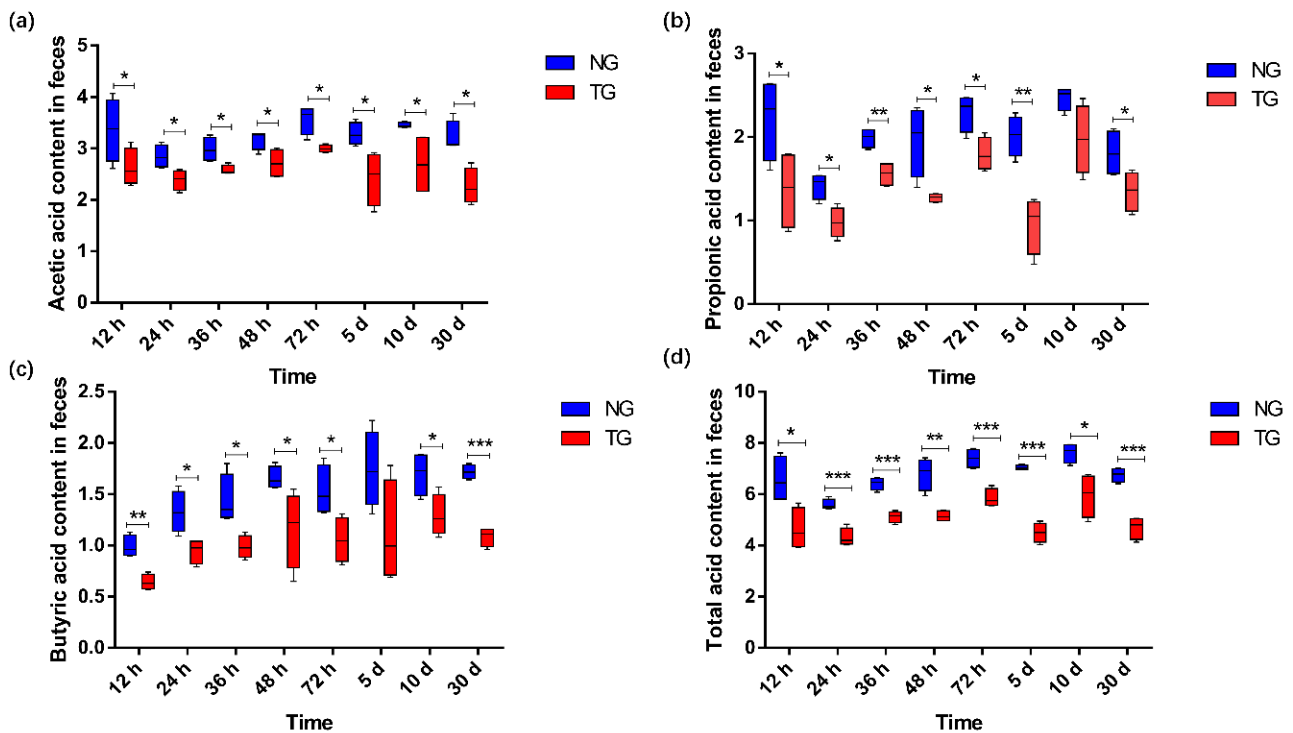 (a)
Acetic acid content in feces
5
4
3
2
1
0
* * * * * * * *
12 h 24 h 36 h 48 h 72 h 5 d 10 d 30 d
Time
NG
TG
(b)
Propionic acid content in feces
3
2
1
0
* * ** * * ** *
12 h 24 h 36 h 48 h 72 h 5 d 10 d 30 d
Time
NG
TG
(c)
Butyric acid content in feces
2.5
2.0
1.5
1.0
0.5
0.0
** * * * * * ***
12 h 24 h 36 h 48 h 72 h 5 d 10 d 30 d
Time
NG
TG
(d)
Total acid content in feces
10
8
6
4
2
0
* *** *** ** *** *** * ***
12 h 24 h 36 h 48 h 72 h 5 d 10 d 30 d
Time
NG
TG